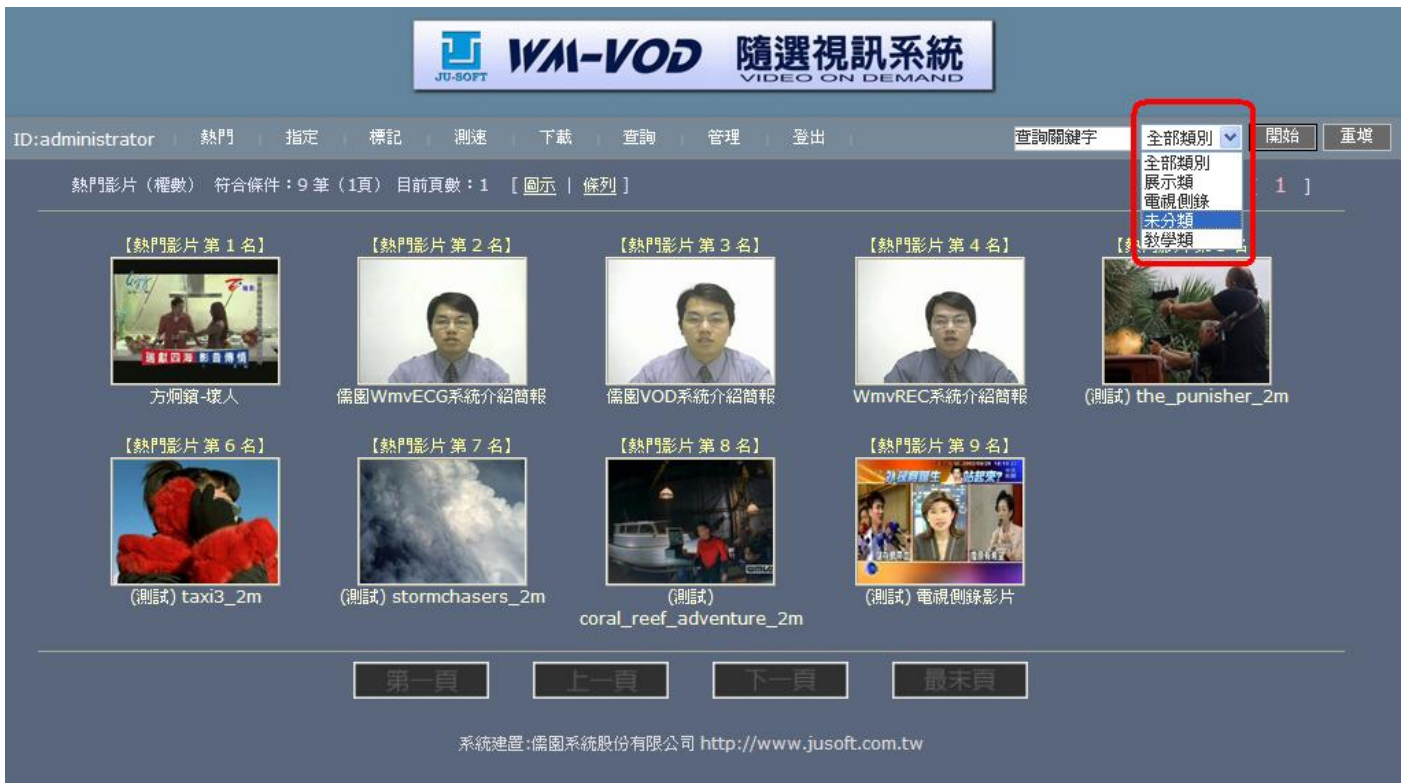 JU-SOFT
WM-VOD 隨選視訊系統
VIDEO ON DEMAND
ID:administrator | 熱門 | 指定 | 標記 | 測速 | 下載 | 查詢 | 管理 | 登出 |
查詢關鍵字 全部類別 開始 重填
全部類別
展示類
電視側錄
未分類
教學類
熱門影片（權數） 符合條件：9 筆（1頁） 目前頁數：1 [ 圖示 | 條列 ]
1 ]
【熱門影片 第 1 名】 【熱門影片 第 2 名】 【熱門影片 第 3 名】 【熱門影片 第 4 名】
瑞獻四海 影音傳情
方炯鑌-壞人 儒園WmvECG系統介紹簡報 儒園VOD系統介紹簡報 WmvREC系統介紹簡報 (測試) the_punisher_2m
【熱門影片 第 6 名】 【熱門影片 第 7 名】 【熱門影片 第 8 名】 【熱門影片 第 9 名】
站起來?
(測試) taxi3_2m (測試) stormchasers_2m (測試) coral_reef_adventure_2m (測試) 電視側錄影片
第一頁 上一頁 下一頁 最末頁
系統建置:儒園系統股份有限公司 http://www.jusoft.com.tw